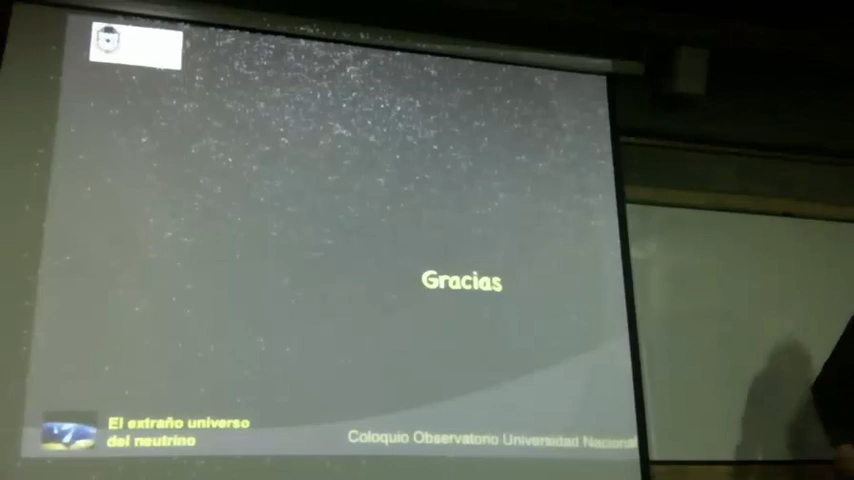 Gracias
El extraño universo
del neutrino
Coloquio Observatorio Universidad Nacional